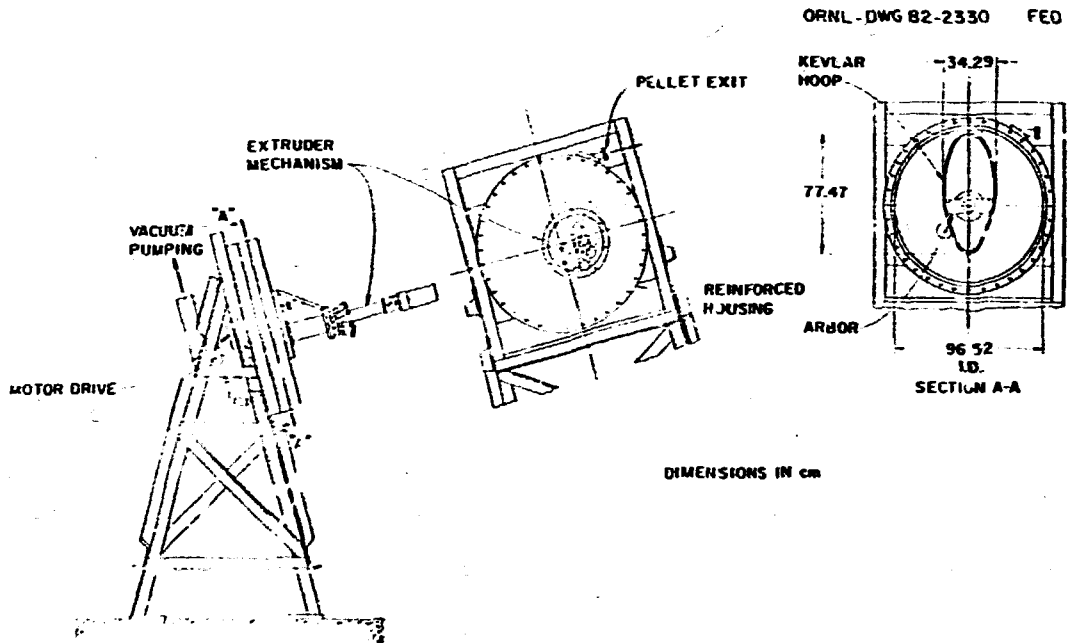 ORNL-DWG 82-2330 FED
KEVLAR
HOOP
34.29
PELLET EXIT
EXTRUDER
MECHANISM
77.47
"A"
VACUUM
PUMPING
REINFORCED
HOUSING
ARBOR
96.52
I.D.
SECTION A-A
MOTOR DRIVE
DIMENSIONS IN cm